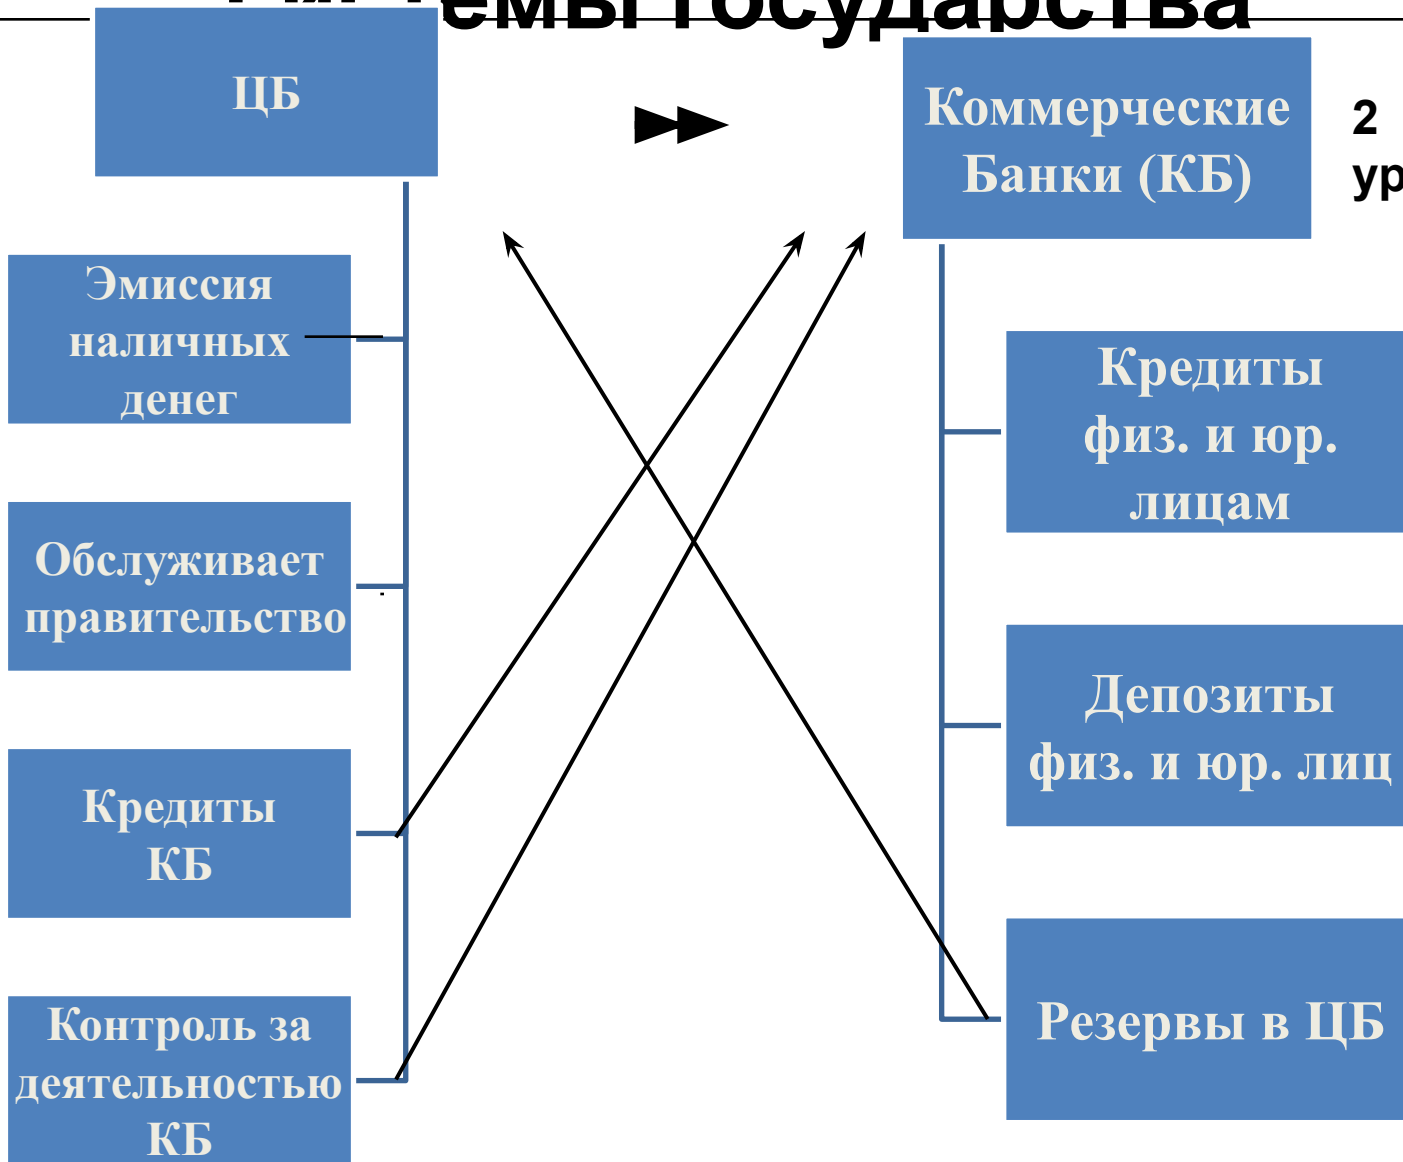 государства
ЦБ
Коммерческие
Банки (КБ)
2
Эмиссия
наличных
денег
Обслуживает
правительство
Кредиты
КБ
Контроль за
деятельностью
КБ
Кредиты
физ. и юр.
лицам
Депозиты
физ. и юр. лиц
Резервы в ЦБ